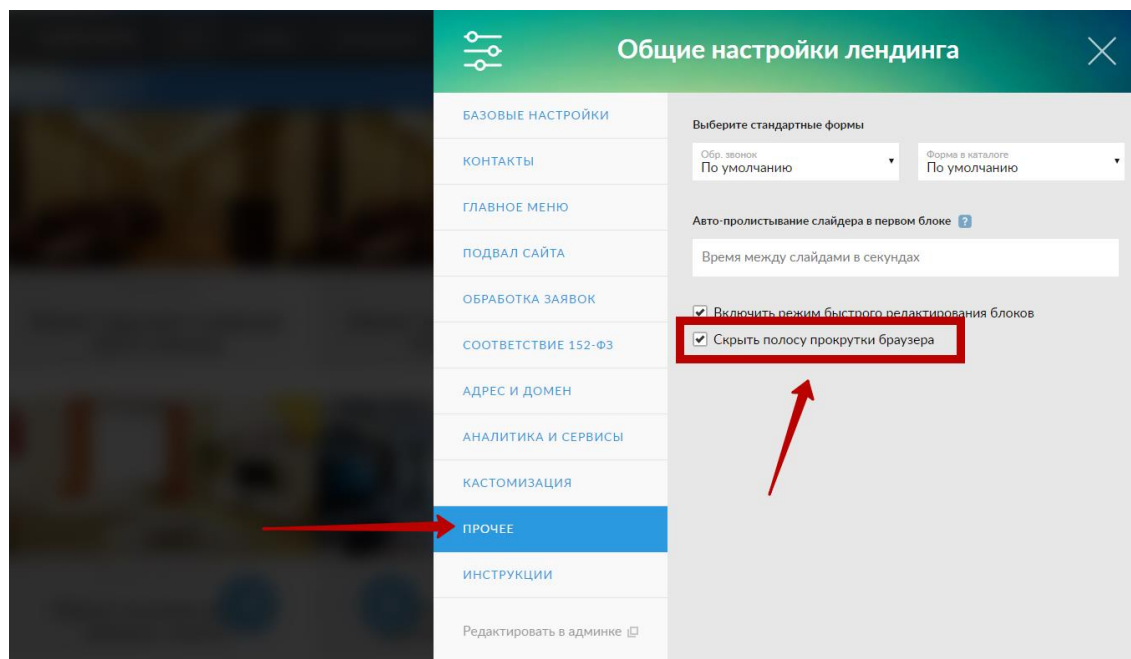 Общие настройки лендинга
БАЗОВЫЕ НАСТРОЙКИ
КОНТАКТЫ
ГЛАВНОЕ МЕНЮ
ПОДВАЛ САЙТА
ОБРАБОТКА ЗАЯВОК
СООТВЕТСТВИЕ 152-ФЗ
АДРЕС И ДОМЕН
АНАЛИТИКА И СЕРВИСЫ
КАСТОМИЗАЦИЯ
ПРОЧЕЕ
ИНСТРУКЦИИ
Редактировать в админке
Выберите стандартные формы
Обр. звонок
По умолчанию
Форма в каталоге
По умолчанию
Авто-пролистывание слайдера в первом блоке ?
Время между слайдами в секундах
Включить режим быстрого редактирования блоков
Скрыть полосу прокрутки браузера